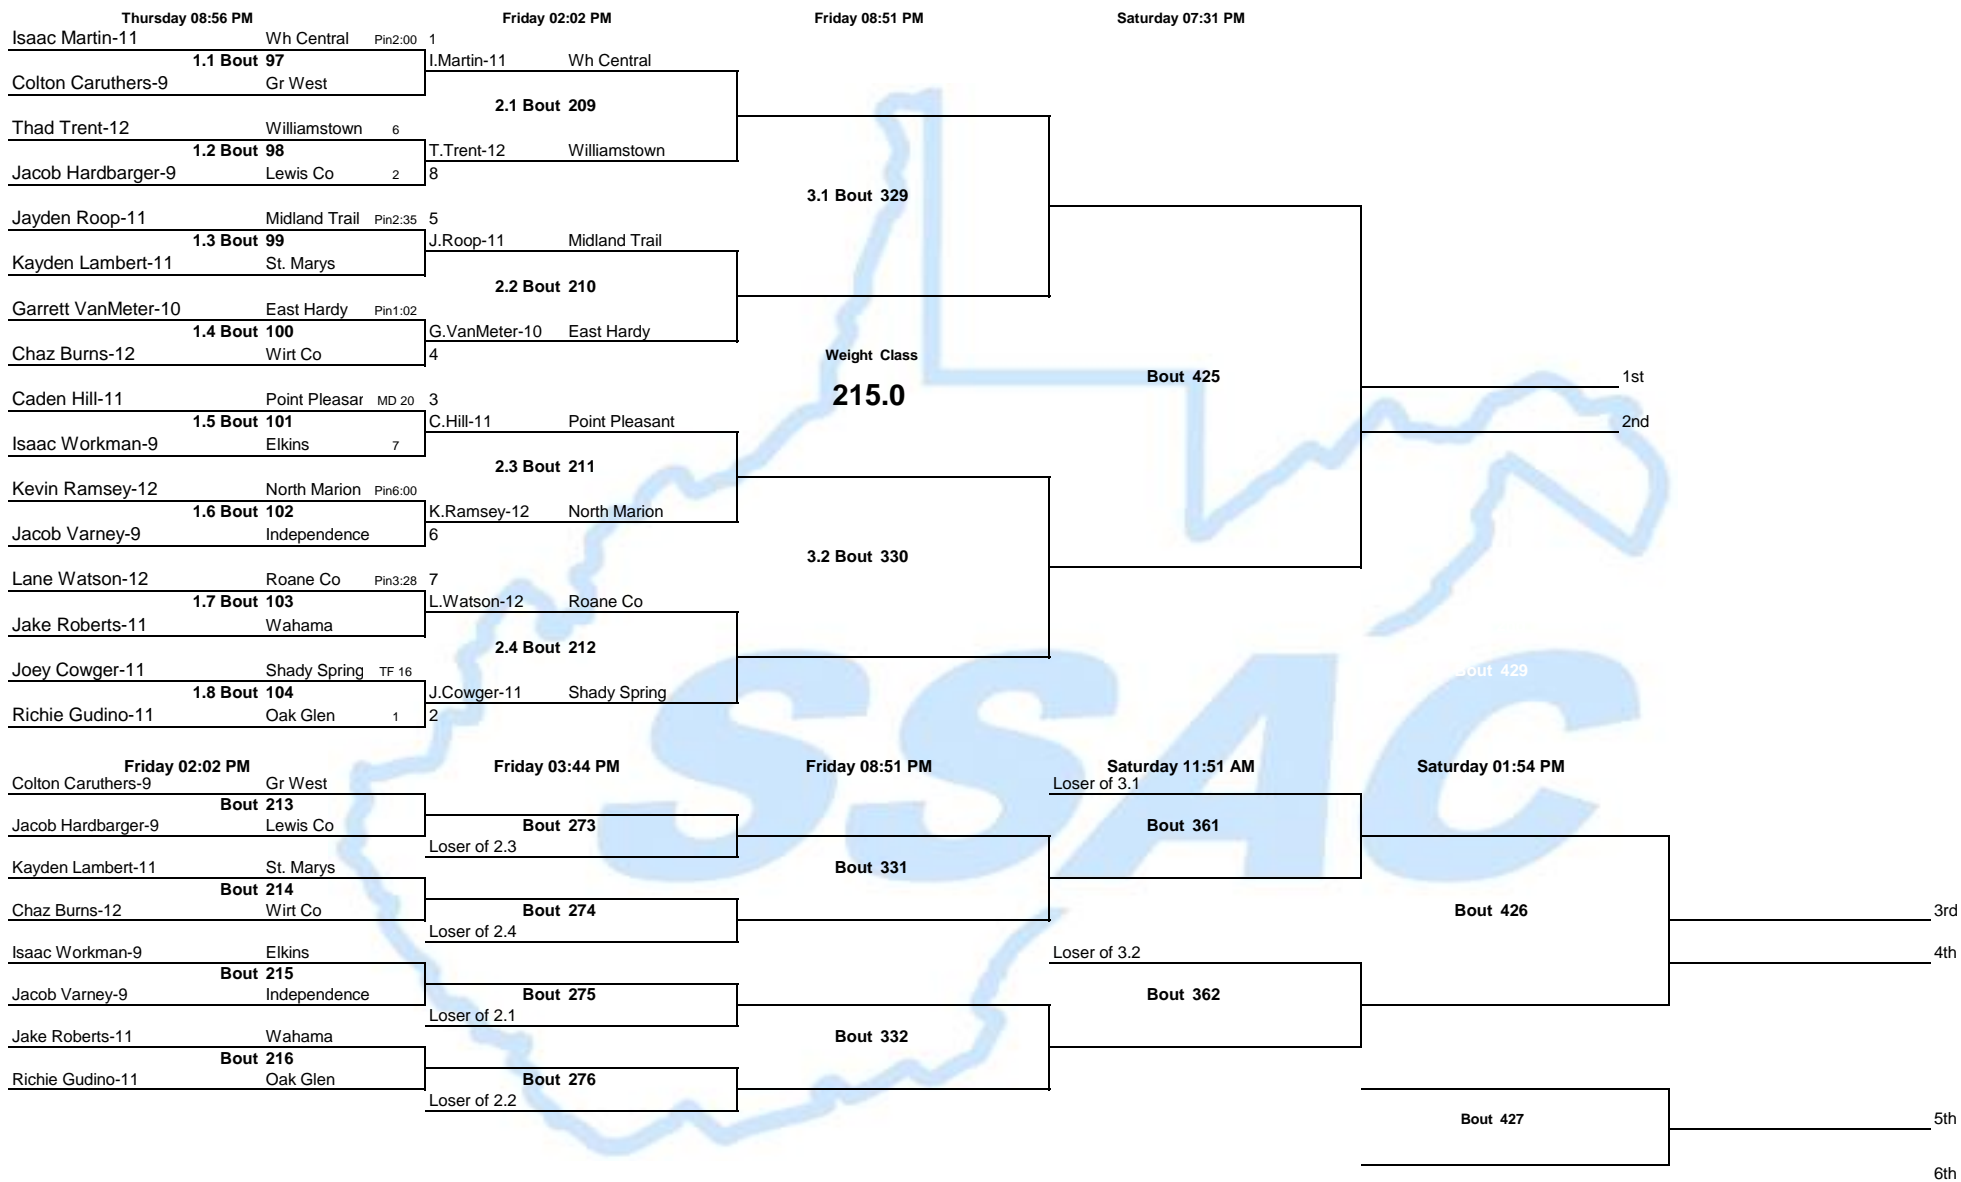 Thursday 08:56 PM Friday 02:02 PM Friday 08:51 PM Saturday 07:31 PM
Isaac Martin-11 Wh Central Pin2:00 1
1.1 Bout 97 I.Martin-11 Wh Central
Colton Caruthers-9 Gr West
2.1 Bout 209
Thad Trent-12 Williamstown 6
1.2 Bout 98 T.Trent-12 Williamstown
Jacob Hardbarger-9 Lewis Co 2 8
3.1 Bout 329
Jayden Roop-11 Midland Trail Pin2:35 5
1.3 Bout 99 J.Roop-11 Midland Trail
Kayden Lambert-11 St. Marys
2.2 Bout 210
Garrett VanMeter-10 East Hardy Pin1:02
1.4 Bout 100 G.VanMeter-10 East Hardy
Chaz Burns-12 Wirt Co 4 Weight Class
Bout 425 1st
Caden Hill-11 Point Pleasar MD 20 3 215.0
1.5 Bout 101 C.Hill-11 Point Pleasant 2nd
Isaac Workman-9 Elkins 7
2.3 Bout 211
Kevin Ramsey-12 North Marion Pin6:00
1.6 Bout 102 K.Ramsey-12 North Marion
Jacob Varney-9 Independence 6
3.2 Bout 330
Lane Watson-12 Roane Co Pin3:28 7
1.7 Bout 103 L.Watson-12 Roane Co
Jake Roberts-11 Wahama
2.4 Bout 212
Joey Cowger-11 Shady Spring TF 16 Bout 429
1.8 Bout 104 J.Cowger-11 Shady Spring
Richie Gudino-11 Oak Glen 1 2
SSAC
Friday 02:02 PM Friday 03:44 PM Friday 08:51 PM Saturday 11:51 AM Saturday 01:54 PM
Colton Caruthers-9 Gr West Loser of 3.1
Bout 213
Jacob Hardbarger-9 Lewis Co Bout 273 Bout 361
Loser of 2.3
Kayden Lambert-11 St. Marys Bout 331
Bout 214
Chaz Burns-12 Wirt Co Bout 274 Bout 426 3rd
Loser of 2.4
Isaac Workman-9 Elkins Loser of 3.2 4th
Bout 215
Jacob Varney-9 Independence Bout 275 Bout 362
Loser of 2.1
Jake Roberts-11 Wahama Bout 332
Bout 216
Richie Gudino-11 Oak Glen Bout 276
Loser of 2.2
Bout 427 5th
6th